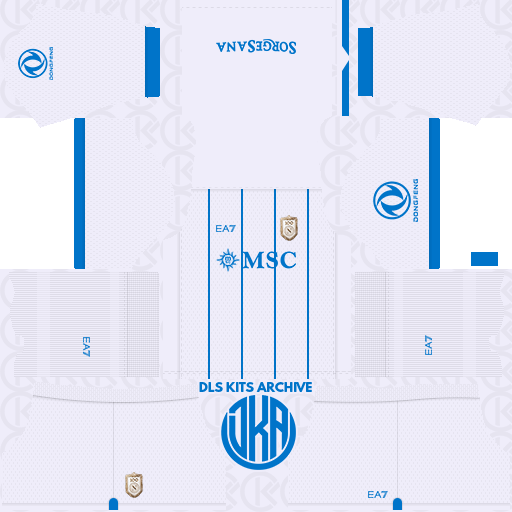 SORGESANA
DONGFENG
DONGFENG
EA7
MSC
EA7
EA7
DLS KITS ARCHIVE
DKA
EA7